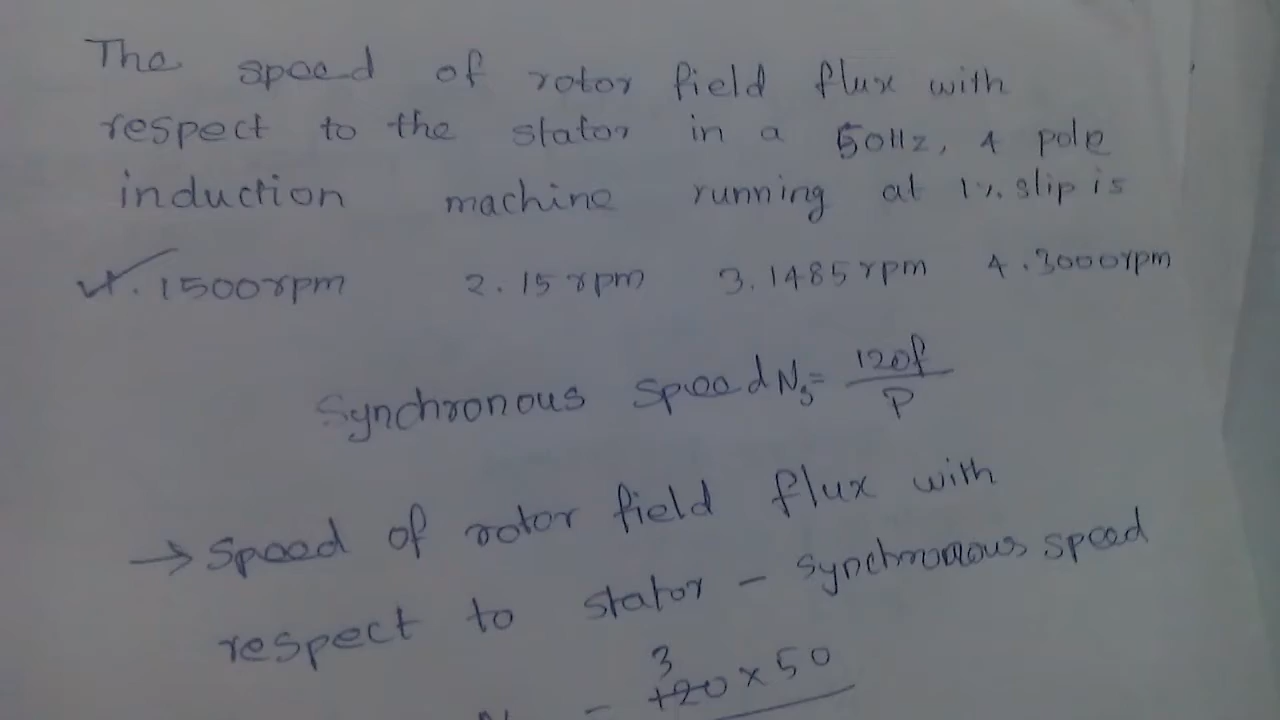 The speed of rotor field flux with
respect to the stator in a 50Hz, 4 pole
induction machine running at 1% slip is
1500rpm 2. 15 rpm 3. 1485 rpm 4. 3000rpm
Synchronous speed Ns = 120f
P
→ speed of rotor field flux with
respect to stator - synchronous speed
3
120 x 50